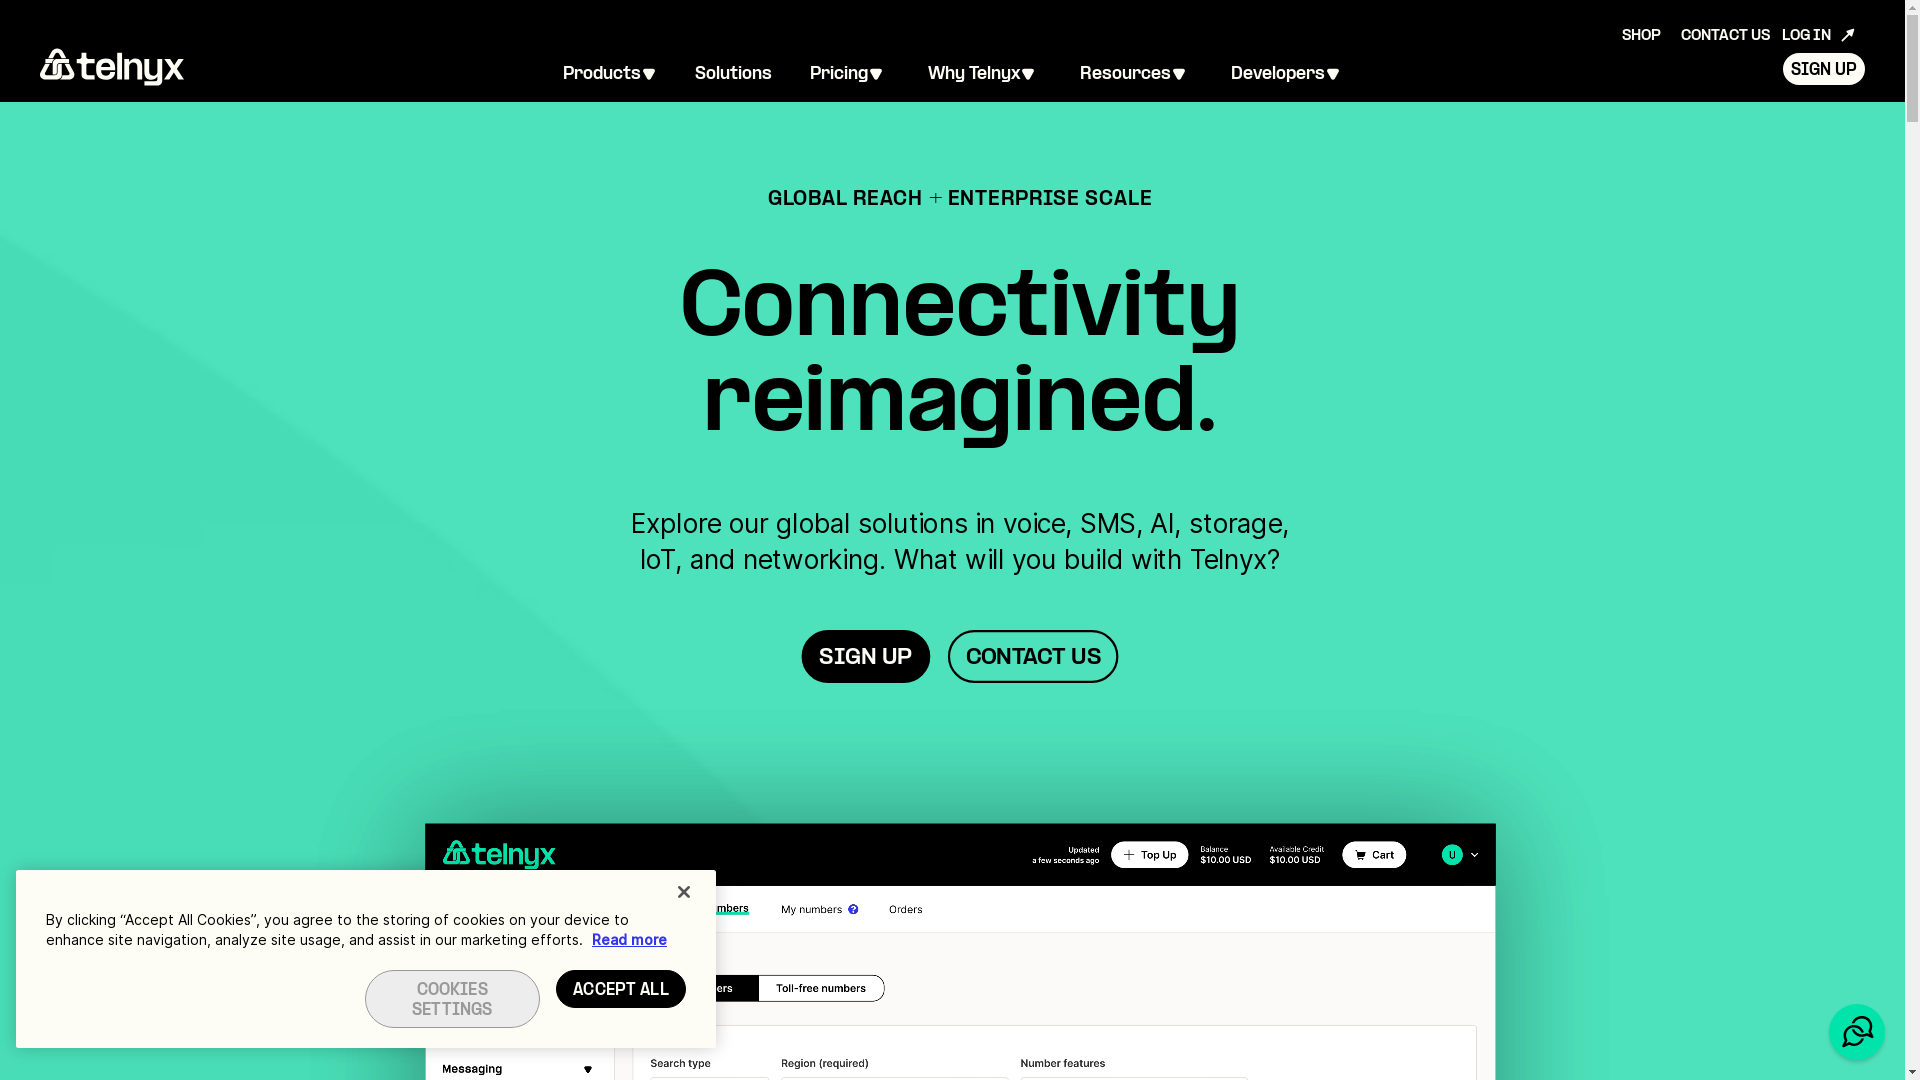 SHOP CONTACT US LOG IN
telnyx
Products Solutions Pricing Why Telnyx Resources Developers
SIGN UP
GLOBAL REACH + ENTERPRISE SCALE
Connectivity
reimagined.
Explore our global solutions in voice, SMS, AI, storage,
IoT, and networking. What will you build with Telnyx?
SIGN UP CONTACT US
telnyx
Updated
a few seconds ago
+ Top Up
Balance
$10.00 USD
Available Credit
$10.00 USD
Cart
U
My numbers ?
Orders
Toll-free numbers
Search type Region (required) Number features
Messaging
By clicking “Accept All Cookies”, you agree to the storing of cookies on your device to
enhance site navigation, analyze site usage, and assist in our marketing efforts. Read more
COOKIES
SETTINGS
ACCEPT ALL